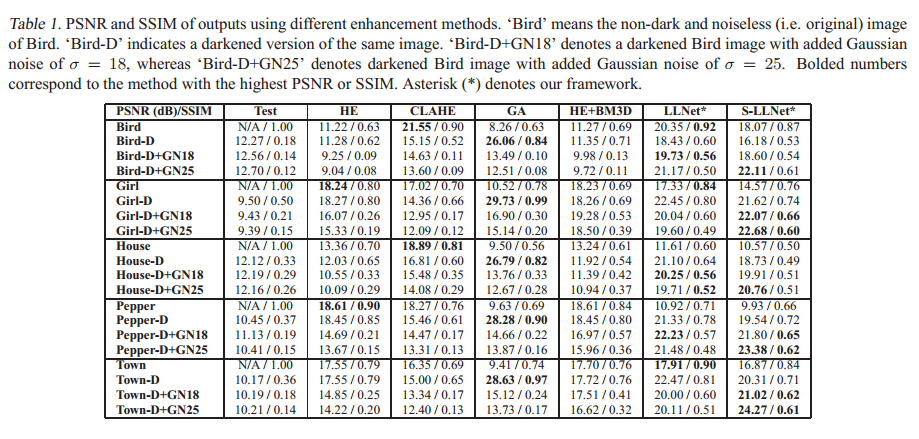 Table 1. PSNR and SSIM of outputs using different enhancement methods. ‘Bird’ means the non-dark and noiseless (i.e. original) image
of Bird. ‘Bird-D’ indicates a darkened version of the same image. ‘Bird-D+GN18’ denotes a darkened Bird image with added Gaussian
noise of σ = 18, whereas ‘Bird-D+GN25’ denotes darkened Bird image with added Gaussian noise of σ = 25. Bolded numbers
correspond to the method with the highest PSNR or SSIM. Asterisk (*) denotes our framework.
PSNR (dB)/SSIM Test HE CLAHE GA HE+BM3D LLNet* S-LLNet*
Bird N/A / 1.00 11.22 / 0.63 21.55 / 0.90 8.26 / 0.63 11.27 / 0.69 20.35 / 0.92 18.07 / 0.87
Bird-D 12.27 / 0.18 11.28 / 0.62 15.15 / 0.52 26.06 / 0.84 11.35 / 0.71 18.43 / 0.60 16.18 / 0.53
Bird-D+GN18 12.56 / 0.14 9.25 / 0.09 14.63 / 0.11 13.49 / 0.10 9.98 / 0.13 19.73 / 0.56 18.60 / 0.54
Bird-D+GN25 12.70 / 0.12 9.04 / 0.08 13.60 / 0.09 12.51 / 0.08 9.72 / 0.11 21.17 / 0.50 22.11 / 0.61
Girl N/A / 1.00 18.24 / 0.80 17.02 / 0.70 10.52 / 0.78 18.23 / 0.69 17.33 / 0.84 14.57 / 0.76
Girl-D 9.50 / 0.50 18.27 / 0.80 14.36 / 0.66 29.73 / 0.99 18.26 / 0.69 22.45 / 0.80 21.62 / 0.74
Girl-D+GN18 9.43 / 0.21 16.07 / 0.26 12.95 / 0.17 16.90 / 0.30 19.28 / 0.53 20.04 / 0.60 22.07 / 0.66
Girl-D+GN25 9.39 / 0.15 15.33 / 0.19 12.09 / 0.12 15.14 / 0.20 18.50 / 0.39 19.60 / 0.49 22.68 / 0.60
House N/A / 1.00 13.36 / 0.70 18.89 / 0.81 9.50 / 0.56 13.24 / 0.61 11.61 / 0.60 10.57 / 0.50
House-D 12.12 / 0.33 12.03 / 0.65 16.81 / 0.60 26.79 / 0.82 11.92 / 0.54 21.10 / 0.64 18.73 / 0.49
House-D+GN18 12.19 / 0.29 10.55 / 0.33 15.48 / 0.35 13.76 / 0.33 11.39 / 0.42 20.25 / 0.56 19.91 / 0.51
House-D+GN25 12.16 / 0.26 10.09 / 0.29 14.08 / 0.29 12.67 / 0.28 10.94 / 0.37 19.71 / 0.52 20.76 / 0.51
Pepper N/A / 1.00 18.61 / 0.90 18.27 / 0.76 9.63 / 0.69 18.61 / 0.84 10.92 / 0.71 9.93 / 0.66
Pepper-D 10.45 / 0.37 18.45 / 0.85 15.46 / 0.61 28.28 / 0.90 18.45 / 0.80 21.33 / 0.78 19.54 / 0.72
Pepper-D+GN18 11.13 / 0.19 14.69 / 0.21 14.47 / 0.17 14.66 / 0.22 16.97 / 0.57 22.23 / 0.57 21.80 / 0.65
Pepper-D+GN25 10.41 / 0.15 13.67 / 0.15 13.31 / 0.13 13.87 / 0.16 15.96 / 0.36 21.48 / 0.48 23.38 / 0.62
Town N/A / 1.00 17.55 / 0.79 16.35 / 0.69 9.41 / 0.74 17.70 / 0.76 17.91 / 0.90 16.87 / 0.84
Town-D 10.17 / 0.36 17.55 / 0.79 15.00 / 0.65 28.63 / 0.97 17.72 / 0.76 22.47 / 0.81 20.31 / 0.71
Town-D+GN18 10.19 / 0.18 14.85 / 0.25 13.34 / 0.17 15.12 / 0.24 17.51 / 0.41 20.00 / 0.60 21.02 / 0.62
Town-D+GN25 10.21 / 0.14 14.22 / 0.20 12.40 / 0.13 13.73 / 0.17 16.62 / 0.32 20.11 / 0.51 24.27 / 0.61